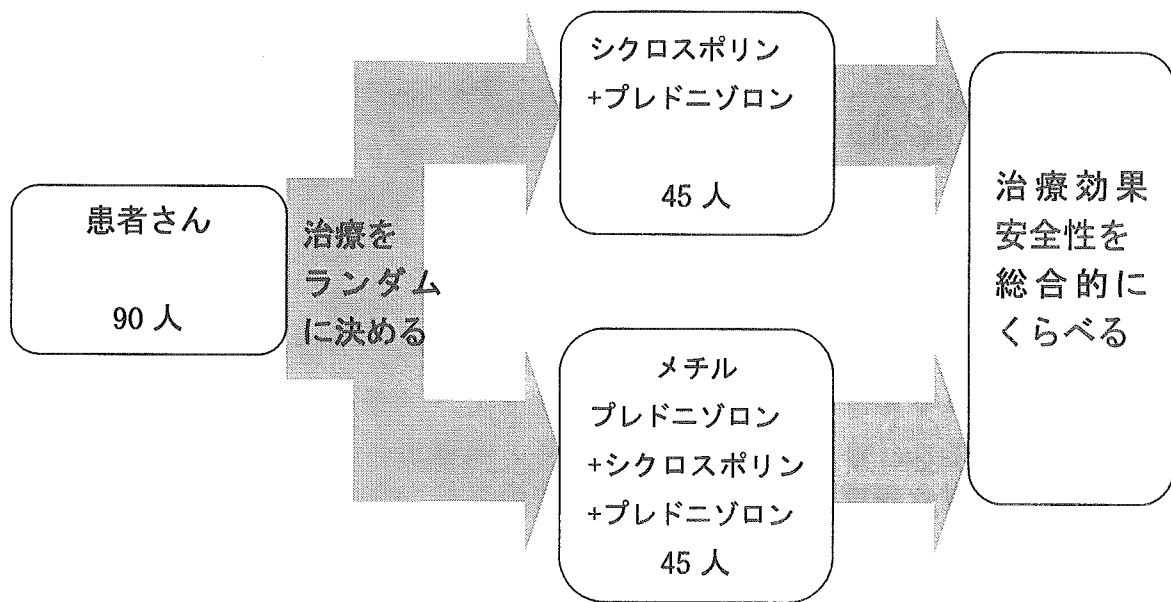 患者さん
90 人
治療を
ランダム
に決める
シクロスポリン
+プレドニゾロン
45 人
メチル
プレドニゾロン
+シクロスポリン
+プレドニゾロン
45 人
治療効果
安全性を
総合的に
くらべる